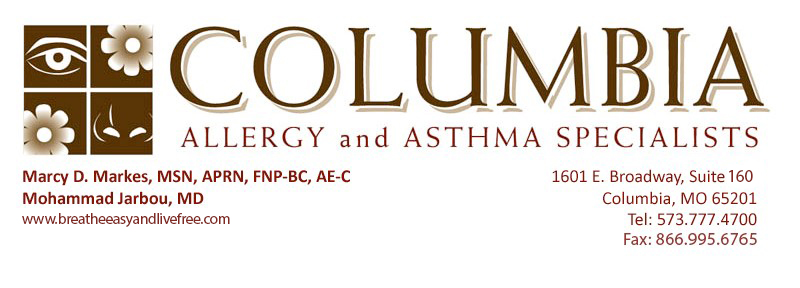 COLUMBIA
ALLERGY and ASTHMA SPECIALISTS
Marcy D. Markes, MSN, APRN, FNP-BC, AE-C
Mohammad Jarbou, MD
www.breatheeasyandlivefree.com
1601 E. Broadway, Suite 160
Columbia, MO 65201
Tel: 573.777.4700
Fax: 866.995.6765